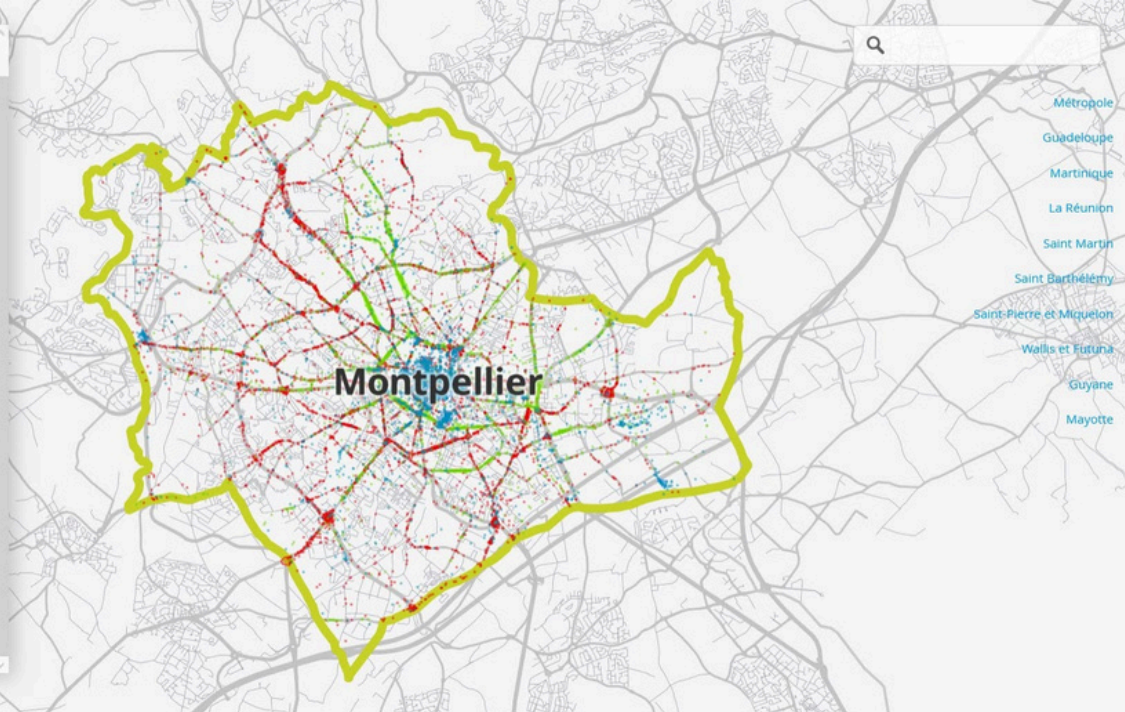 Métropole
Guadeloupe
Martinique
La Réunion
Saint Martin
Saint Barthélémy
Saint-Pierre et Miquelon
Wallis et Futuna
Guyane
Mayotte
Montpellier